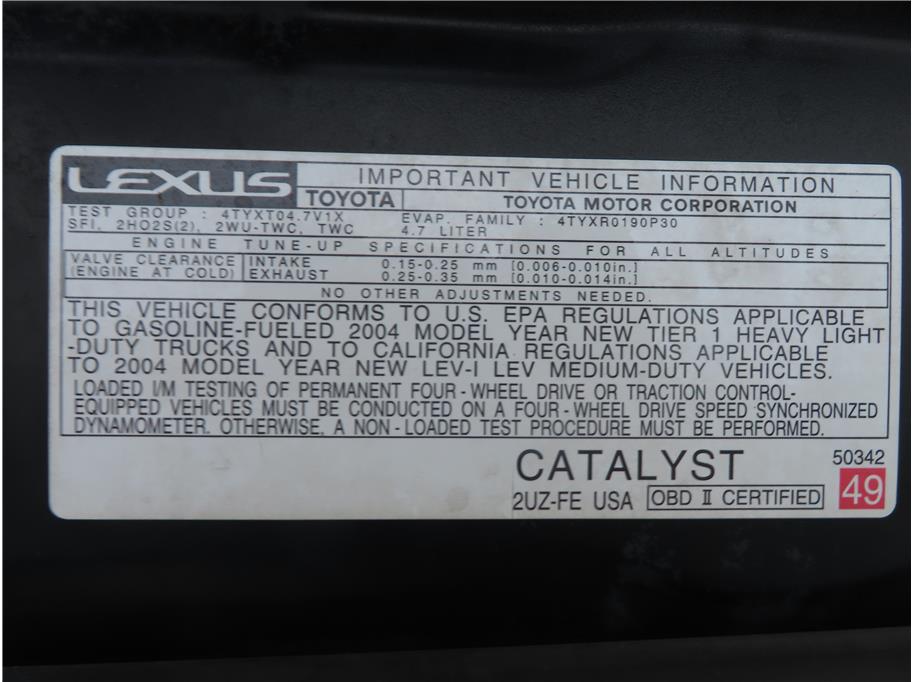 LEXUS IMPORTANT VEHICLE INFORMATION
TOYOTA TOYOTA MOTOR CORPORATION
TEST GROUP : 4TYXT04.7V1X EVAP. FAMILY : 4TYXR0190P30
SFI, 2HO2S(2), 2WU-TWC, TWC 4.7 LITER
ENGINE TUNE-UP SPECIFICATIONS FOR ALL ALTITUDES
VALVE CLEARANCE INTAKE 0.15-0.25 mm [0.006-0.010in.]
(ENGINE AT COLD) EXHAUST 0.25-0.35 mm [0.010-0.014in.]
NO OTHER ADJUSTMENTS NEEDED.
THIS VEHICLE CONFORMS TO U.S. EPA REGULATIONS APPLICABLE
TO GASOLINE-FUELED 2004 MODEL YEAR NEW TIER 1 HEAVY LIGHT
-DUTY TRUCKS AND TO CALIFORNIA REGULATIONS APPLICABLE
TO 2004 MODEL YEAR NEW LEV-I LEV MEDIUM-DUTY VEHICLES.
LOADED I/M TESTING OF PERMANENT FOUR-WHEEL DRIVE OR TRACTION CONTROL-
EQUIPPED VEHICLES MUST BE CONDUCTED ON A FOUR-WHEEL DRIVE SPEED SYNCHRONIZED
DYNAMOMETER. OTHERWISE, A NON-LOADED TEST PROCEDURE MUST BE PERFORMED.
CATALYST 50342
2UZ-FE USA OBD II CERTIFIED 49